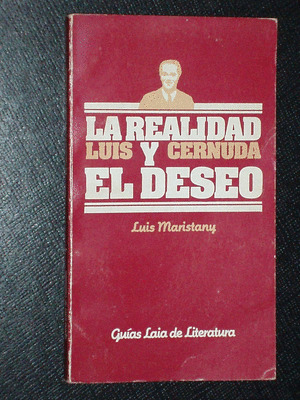 LA REALIDAD
LUIS Y CERNUDA
EL DESEO
Luis Maristany
Guías Laia de Literatura